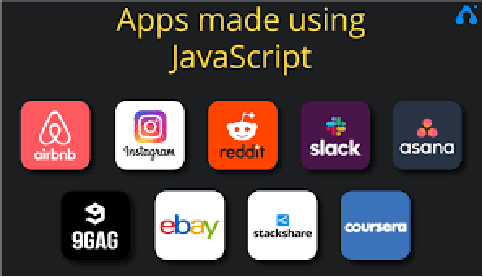 Apps made using
JavaScript
airbnb
Instagram
reddit
slack
asana
9GAG
ebay
stackshare
coursera